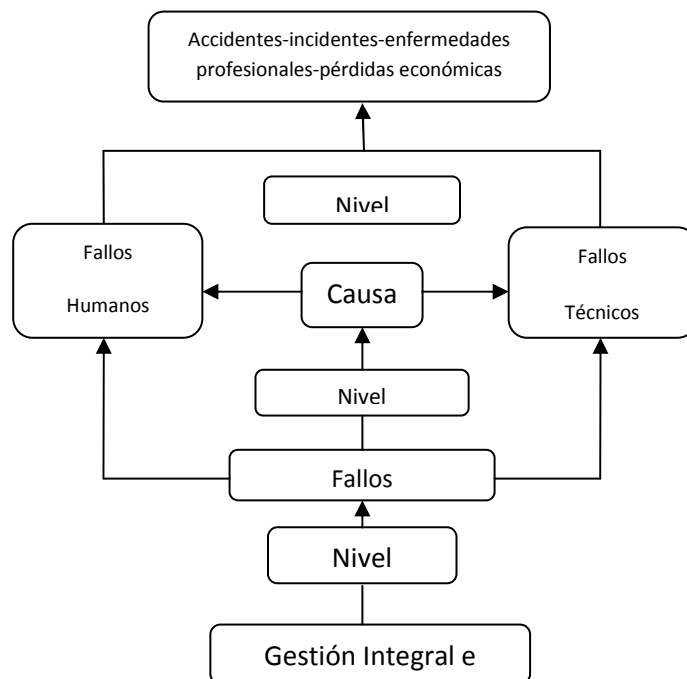 Accidentes-incidentes-enfermedades
profesionales-pérdidas económicas
Nivel
Fallos
Humanos
Causa
Fallos
Técnicos
Nivel
Fallos
Nivel
Gestión Integral e